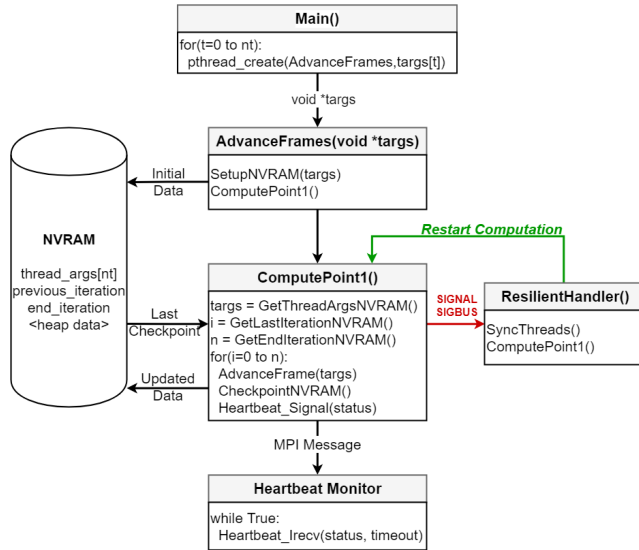 Main()
for(t=0 to nt):
pthread_create(AdvanceFrames,targs[t])
void *targs
AdvanceFrames(void *targs)
SetupNVRAM(targs)
ComputePoint1()
Initial
Data
NVRAM
thread_args[nt]
previous_iteration
end_iteration
<heap data>
Restart Computation
ComputePoint1()
targs = GetThreadArgsNVRAM()
i = GetLastIterationNVRAM()
n = GetEndIterationNVRAM()
for(i=0 to n):
AdvanceFrame(targs)
CheckpointNVRAM()
Heartbeat_Signal(status)
Last
Checkpoint
Updated
Data
SIGNAL
SIGBUS
ResilientHandler()
SyncThreads()
ComputePoint1()
MPI Message
Heartbeat Monitor
while True:
Heartbeat_Irecv(status, timeout)